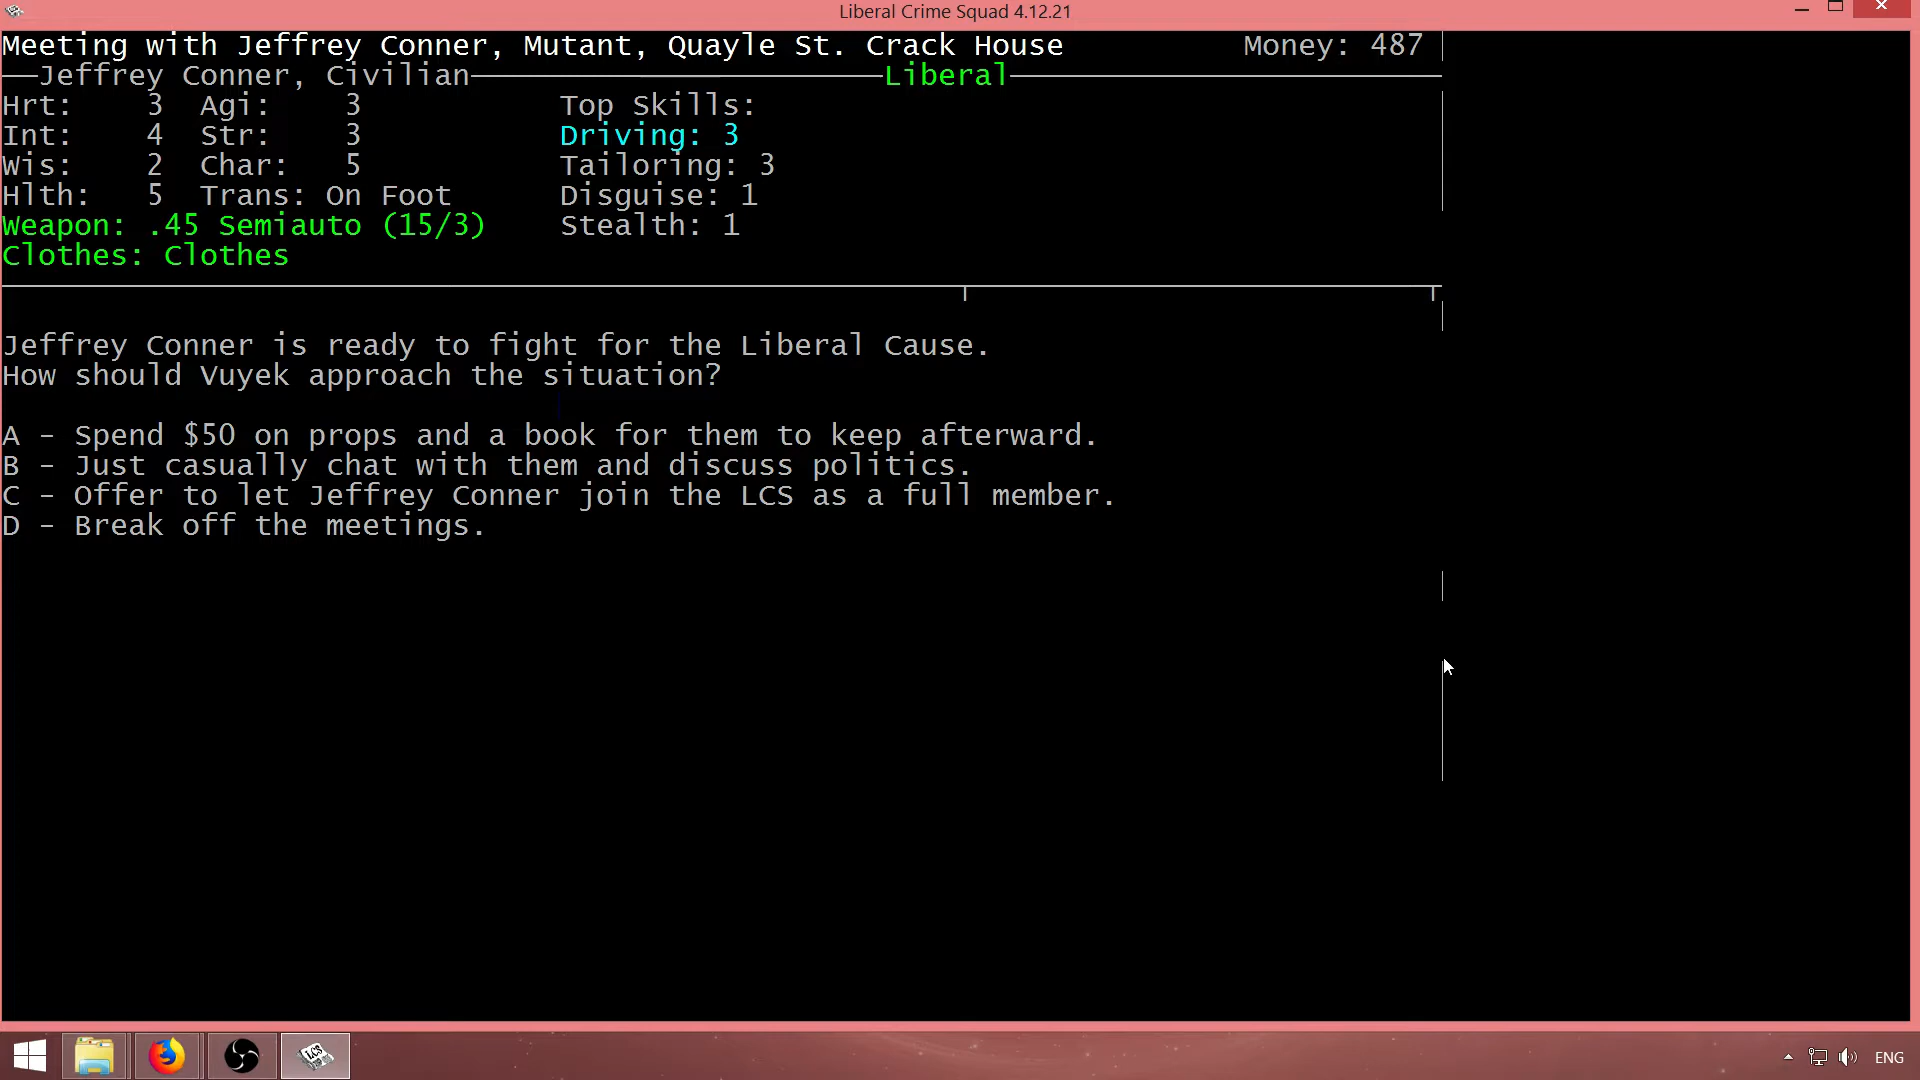 Liberal Crime Squad 4.12.21
Meeting with Jeffrey Conner, Mutant, Quayle St. Crack House Money: 487
Jeffrey Conner, Civilian Liberal
Hrt: 3 Agi: 3 Top Skills:
Int: 4 Str: 3 Driving: 3
Wis: 2 Char: 5 Tailoring: 3
Hlth: 5 Trans: On Foot Disguise: 1
Weapon: .45 Semiauto (15/3) Stealth: 1
Clothes: Clothes
Jeffrey Conner is ready to fight for the Liberal Cause.
How should Vuyek approach the situation?
A - Spend $50 on props and a book for them to keep afterward.
B - Just casually chat with them and discuss politics.
C - Offer to let Jeffrey Conner join the LCS as a full member.
D - Break off the meetings.
LCS
ENG